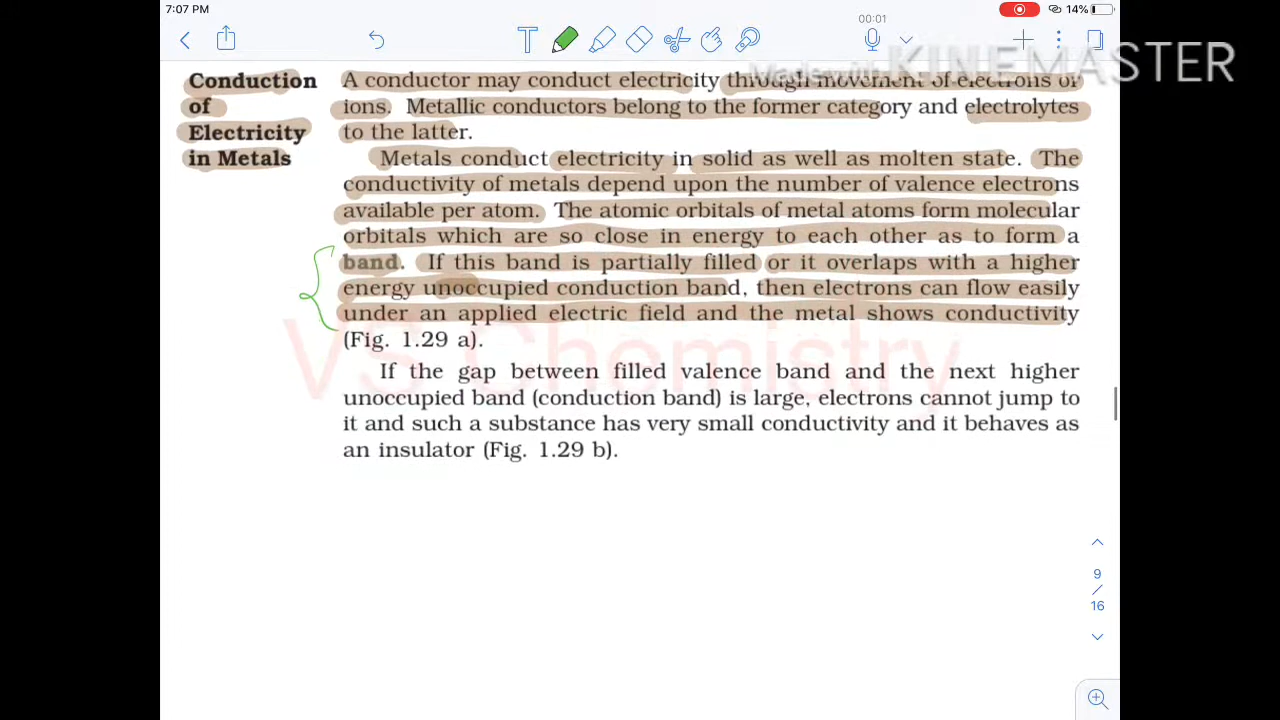 7:07 PM
14%
00:01
Made with KINEMASTER
Conduction
of
Electricity
in Metals
A conductor may conduct electricity through movement of electrons or
ions. Metallic conductors belong to the former category and electrolytes
to the latter.
Metals conduct electricity in solid as well as molten state. The
conductivity of metals depend upon the number of valence electrons
available per atom. The atomic orbitals of metal atoms form molecular
orbitals which are so close in energy to each other as to form a
band. If this band is partially filled or it overlaps with a higher
energy unoccupied conduction band, then electrons can flow easily
under an applied electric field and the metal shows conductivity
(Fig. 1.29 a).
If the gap between filled valence band and the next higher
unoccupied band (conduction band) is large, electrons cannot jump to
it and such a substance has very small conductivity and it behaves as
an insulator (Fig. 1.29 b).
VS Chemistry
9
/
16